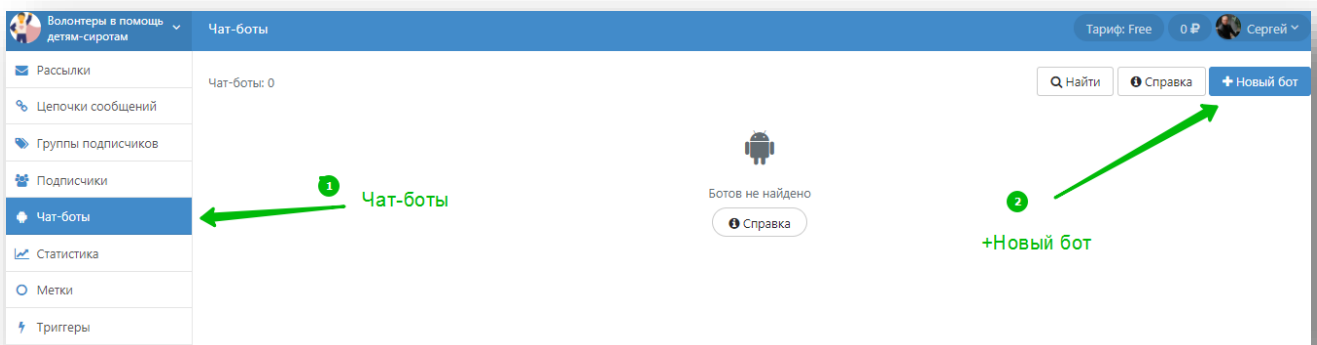 Волонтеры в помощь
детям-сиротам
Чат-боты
Тариф: Free
0 ₽
Сергей
Рассылки
Цепочки сообщений
Группы подписчиков
Подписчики
Чат-боты
Статистика
Метки
Триггеры
Чат-боты: 0
Найти
Справка
Новый бот
1
Чат-боты
Ботов не найдено
Справка
2
+Новый бот